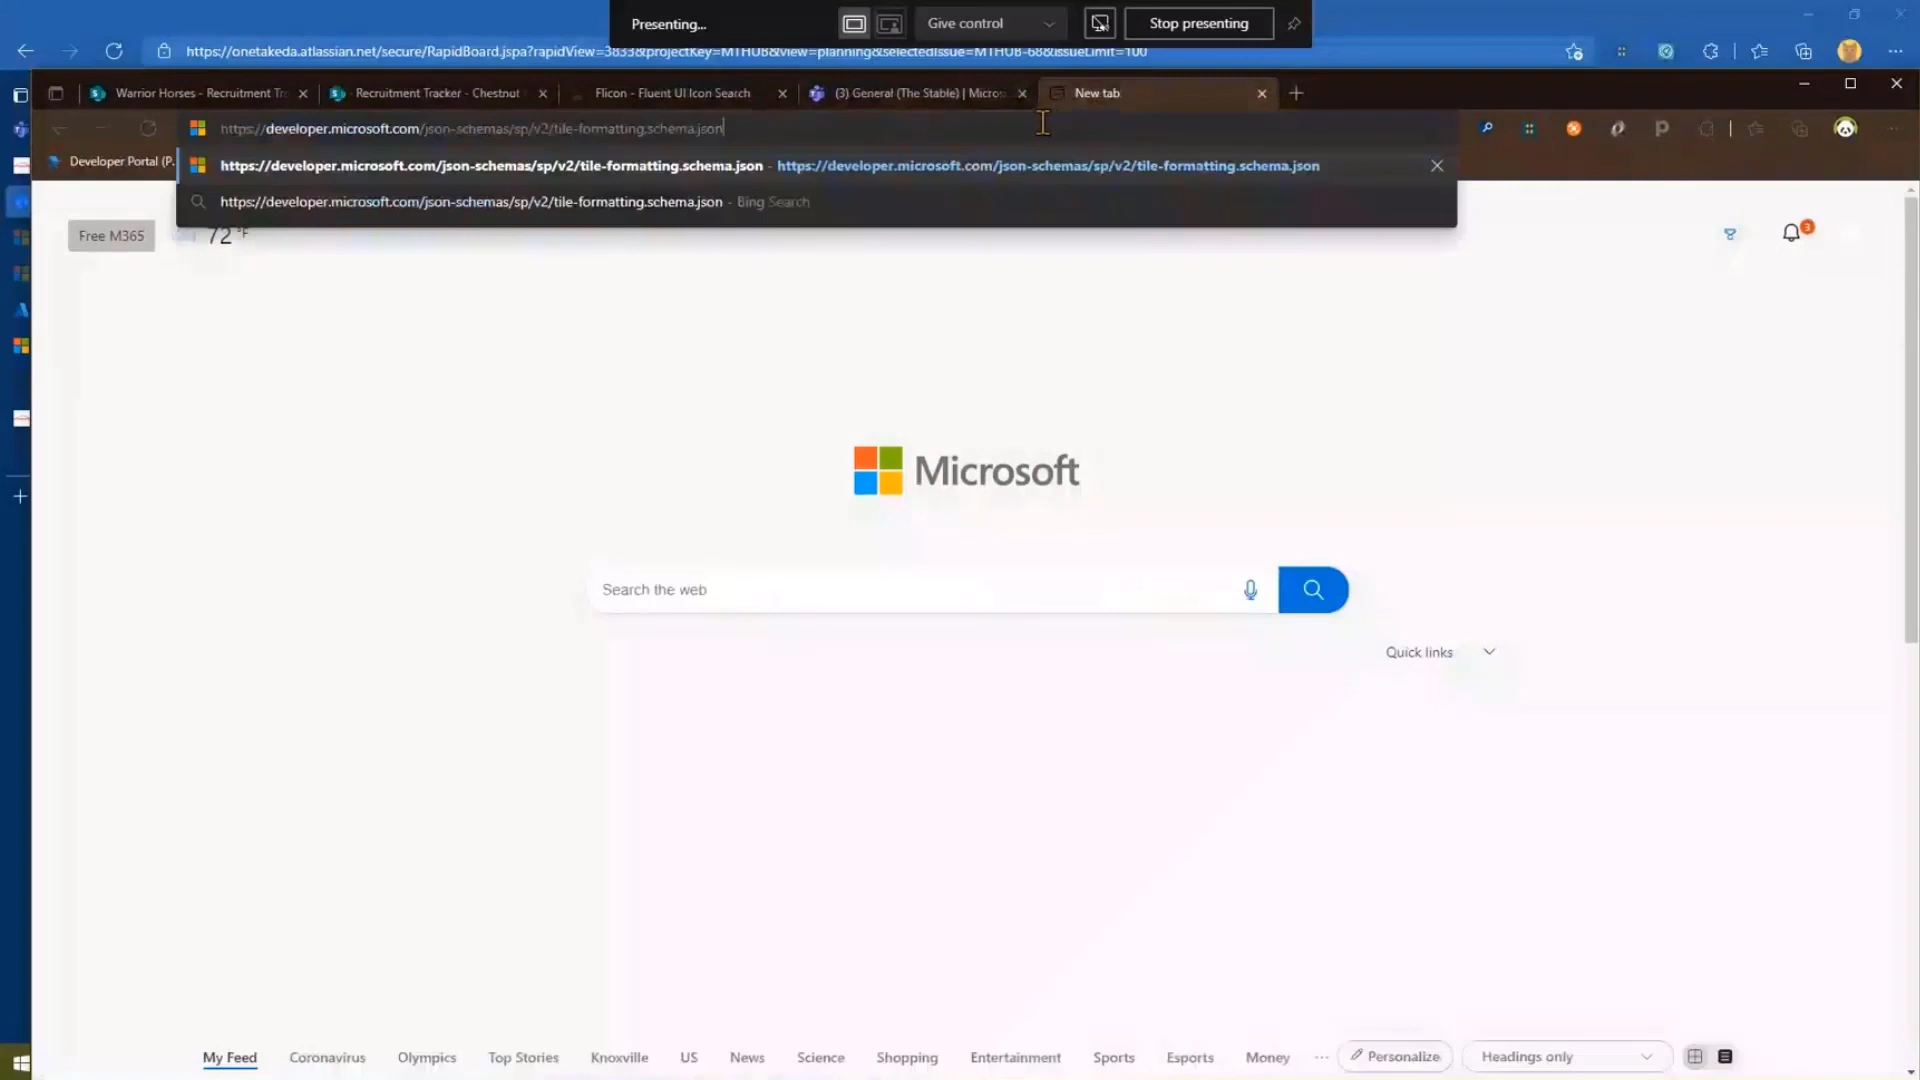 Presenting...
Give control
Stop presenting
https://onetakeda.atlassian.net/secure/RapidBoard.jspa?rapidView=3833&projectKey=MTHUB&view=planning&selectedIssue=MTHUB-68&issueLimit=100
Warrior Horses - Recruitment Tr
Recruitment Tracker - Chestnut
Flicon - Fluent UI Icon Search
(3) General (The Stable) | Micros
New tab
https://developer.microsoft.com/json-schemas/sp/v2/tile-formatting.schema.json
Developer Portal (P.
https://developer.microsoft.com/json-schemas/sp/v2/tile-formatting.schema.json - https://developer.microsoft.com/json-schemas/sp/v2/tile-formatting.schema.json
https://developer.microsoft.com/json-schemas/sp/v2/tile-formatting.schema.json - Bing Search
Free M365
72 °F
3
Microsoft
Search the web
Quick links
My Feed
Coronavirus
Olympics
Top Stories
Knoxville
US
News
Science
Shopping
Entertainment
Sports
Esports
Money
...
Personalize
Headings only